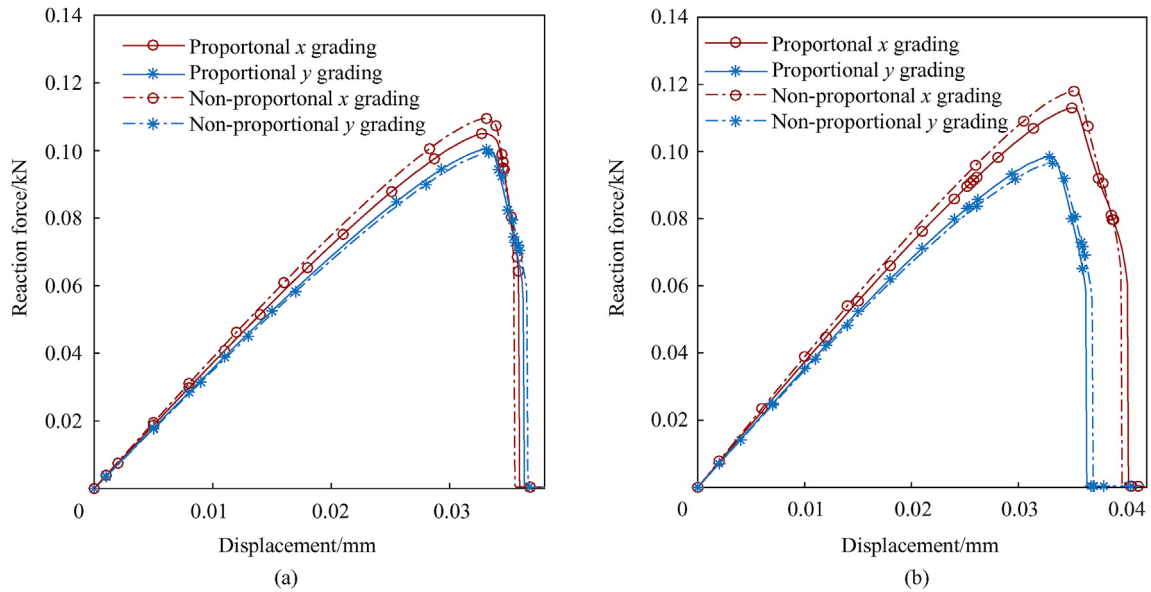 0.14
0.12
0.10
0.08
0.06
0.04
0.02
0
0.01
0.02
0.03
Reaction force/kN
Displacement/mm
Proportonal x grading
Proportional y grading
Non-proportonal x grading
Non-proportional y grading
(a)
0.14
0.12
0.10
0.08
0.06
0.04
0.02
0
0.01
0.02
0.03
0.04
Reaction force/kN
Displacement/mm
Proportonal x grading
Proportional y grading
Non-proportonal x grading
Non-proportional y grading
(b)